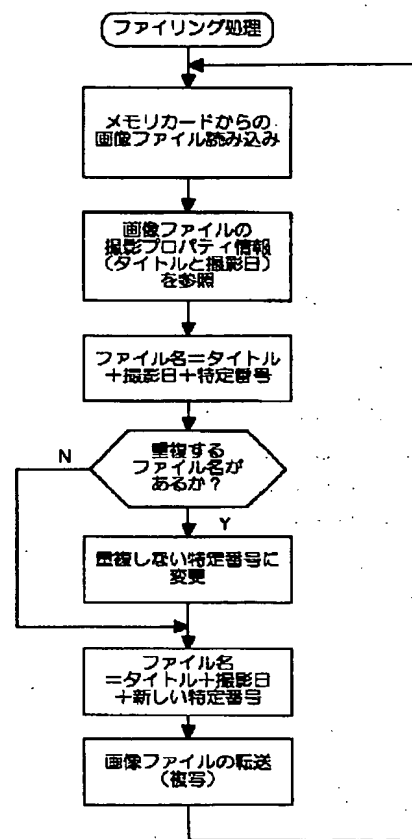 ファイリング処理
メモリカードからの
画像ファイル読み込み
画像ファイルの
撮影プロパティ情報
(タイトルと撮影日)
を参照
ファイル名=タイトル
+撮影日+特定番号
重複する
ファイル名が
あるか?
N
Y
重複しない特定番号に
変更
ファイル名
=タイトル+撮影日
+新しい特定番号
画像ファイルの転送
(複写)